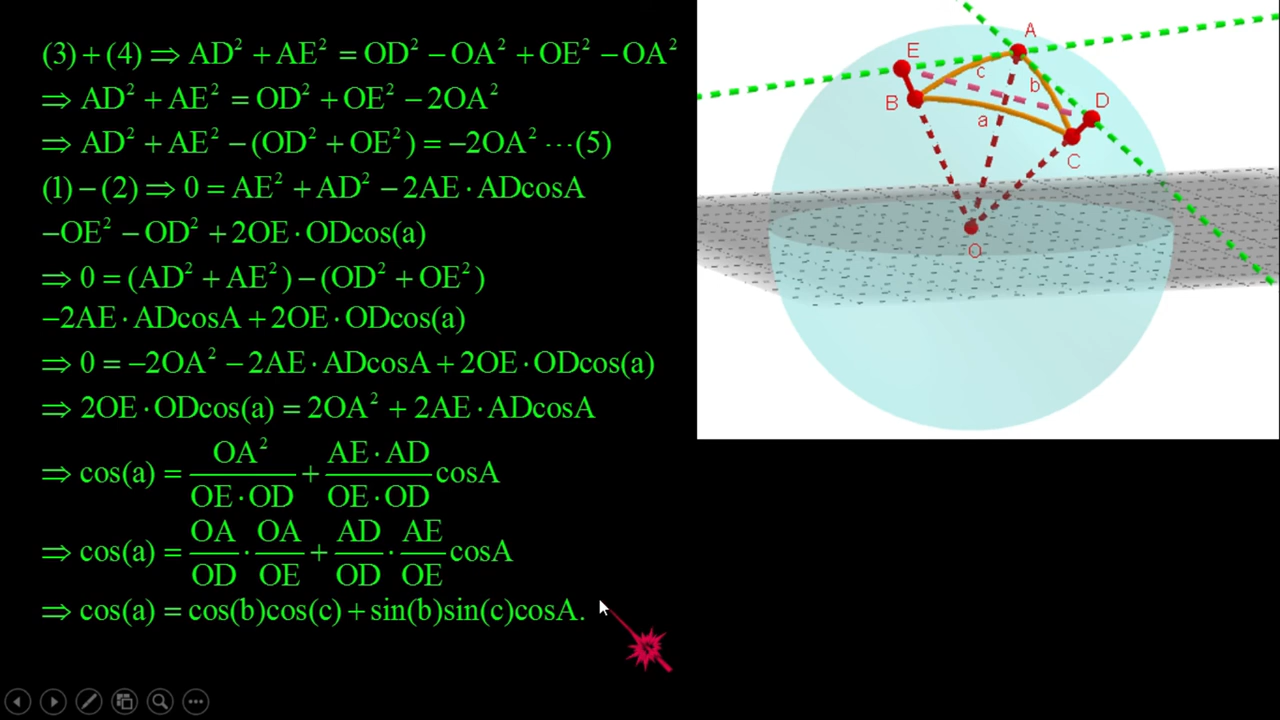 (3)+(4) ⇒ AD² + AE² = OD² − OA² + OE² − OA²
⇒ AD² + AE² = OD² + OE² − 2OA²
⇒ AD² + AE² − (OD² + OE²) = −2OA² ⋯(5)
(1)−(2) ⇒ 0 = AE² + AD² − 2AE·ADcosA
−OE² − OD² + 2OE·ODcos(a)
⇒ 0 = (AD² + AE²) − (OD² + OE²)
−2AE·ADcosA + 2OE·ODcos(a)
⇒ 0 = −2OA² − 2AE·ADcosA + 2OE·ODcos(a)
⇒ 2OE·ODcos(a) = 2OA² + 2AE·ADcosA
⇒ cos(a) = OA²/(OE·OD) + (AE·AD)/(OE·OD) cosA
⇒ cos(a) = OA/OD · OA/OE + AD/OD · AE/OE cosA
⇒ cos(a) = cos(b)cos(c) + sin(b)sin(c)cosA.
A
E
c
b
B
D
a
C
O